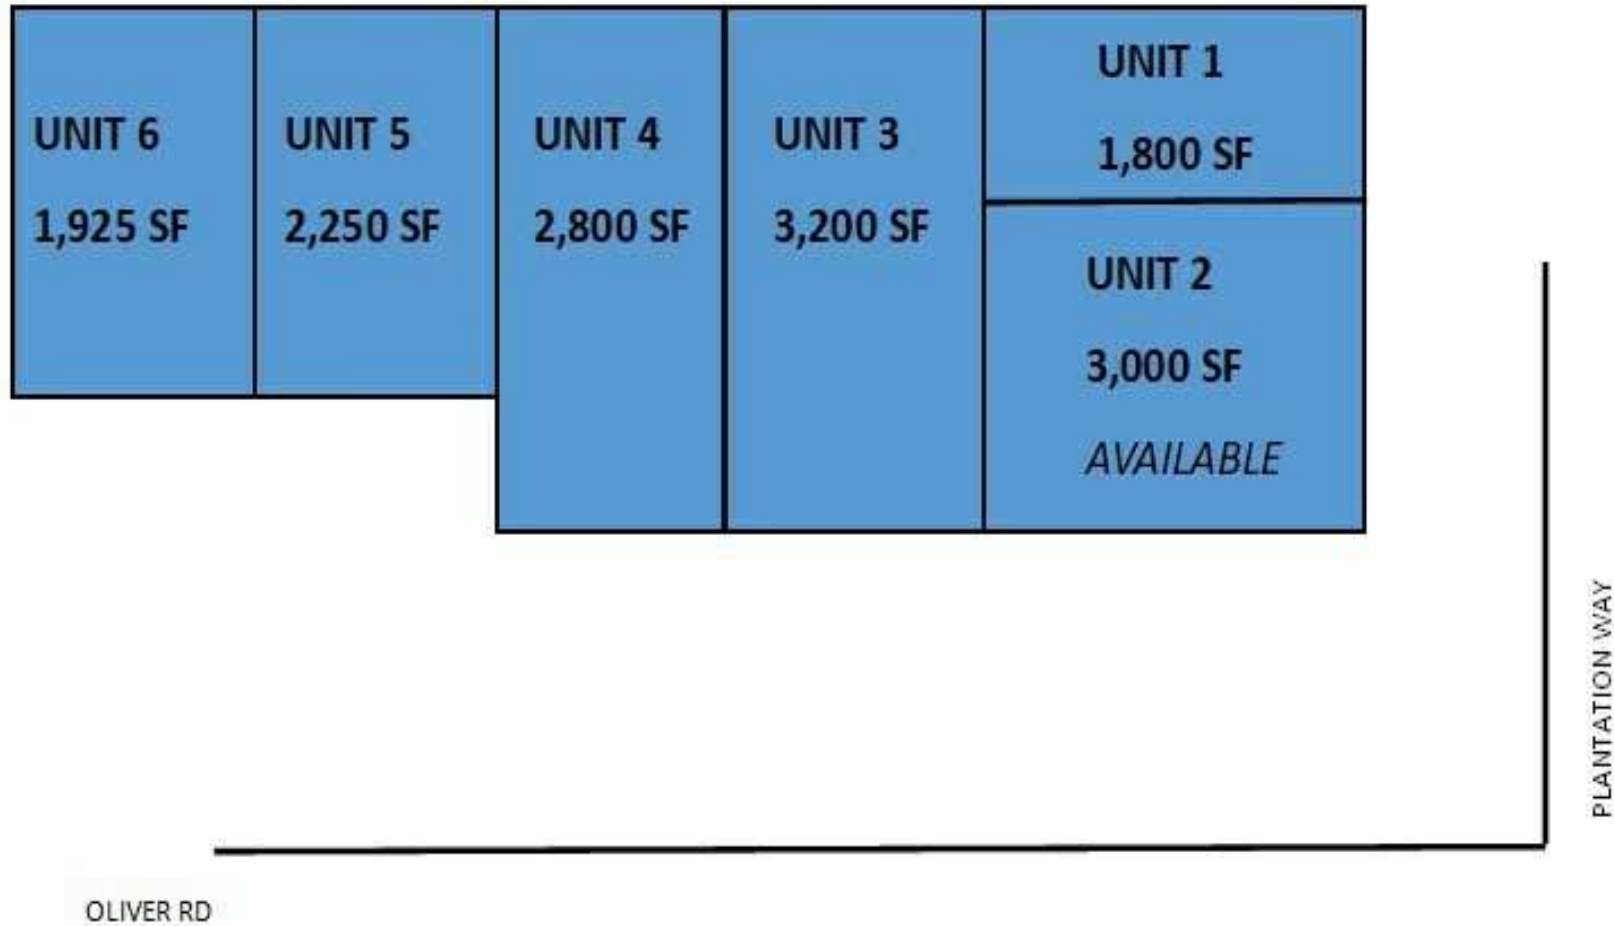 UNIT 6
1,925 SF
UNIT 5
2,250 SF
UNIT 4
2,800 SF
UNIT 3
3,200 SF
UNIT 1
1,800 SF
UNIT 2
3,000 SF
AVAILABLE
PLANTATION WAY
OLIVER RD